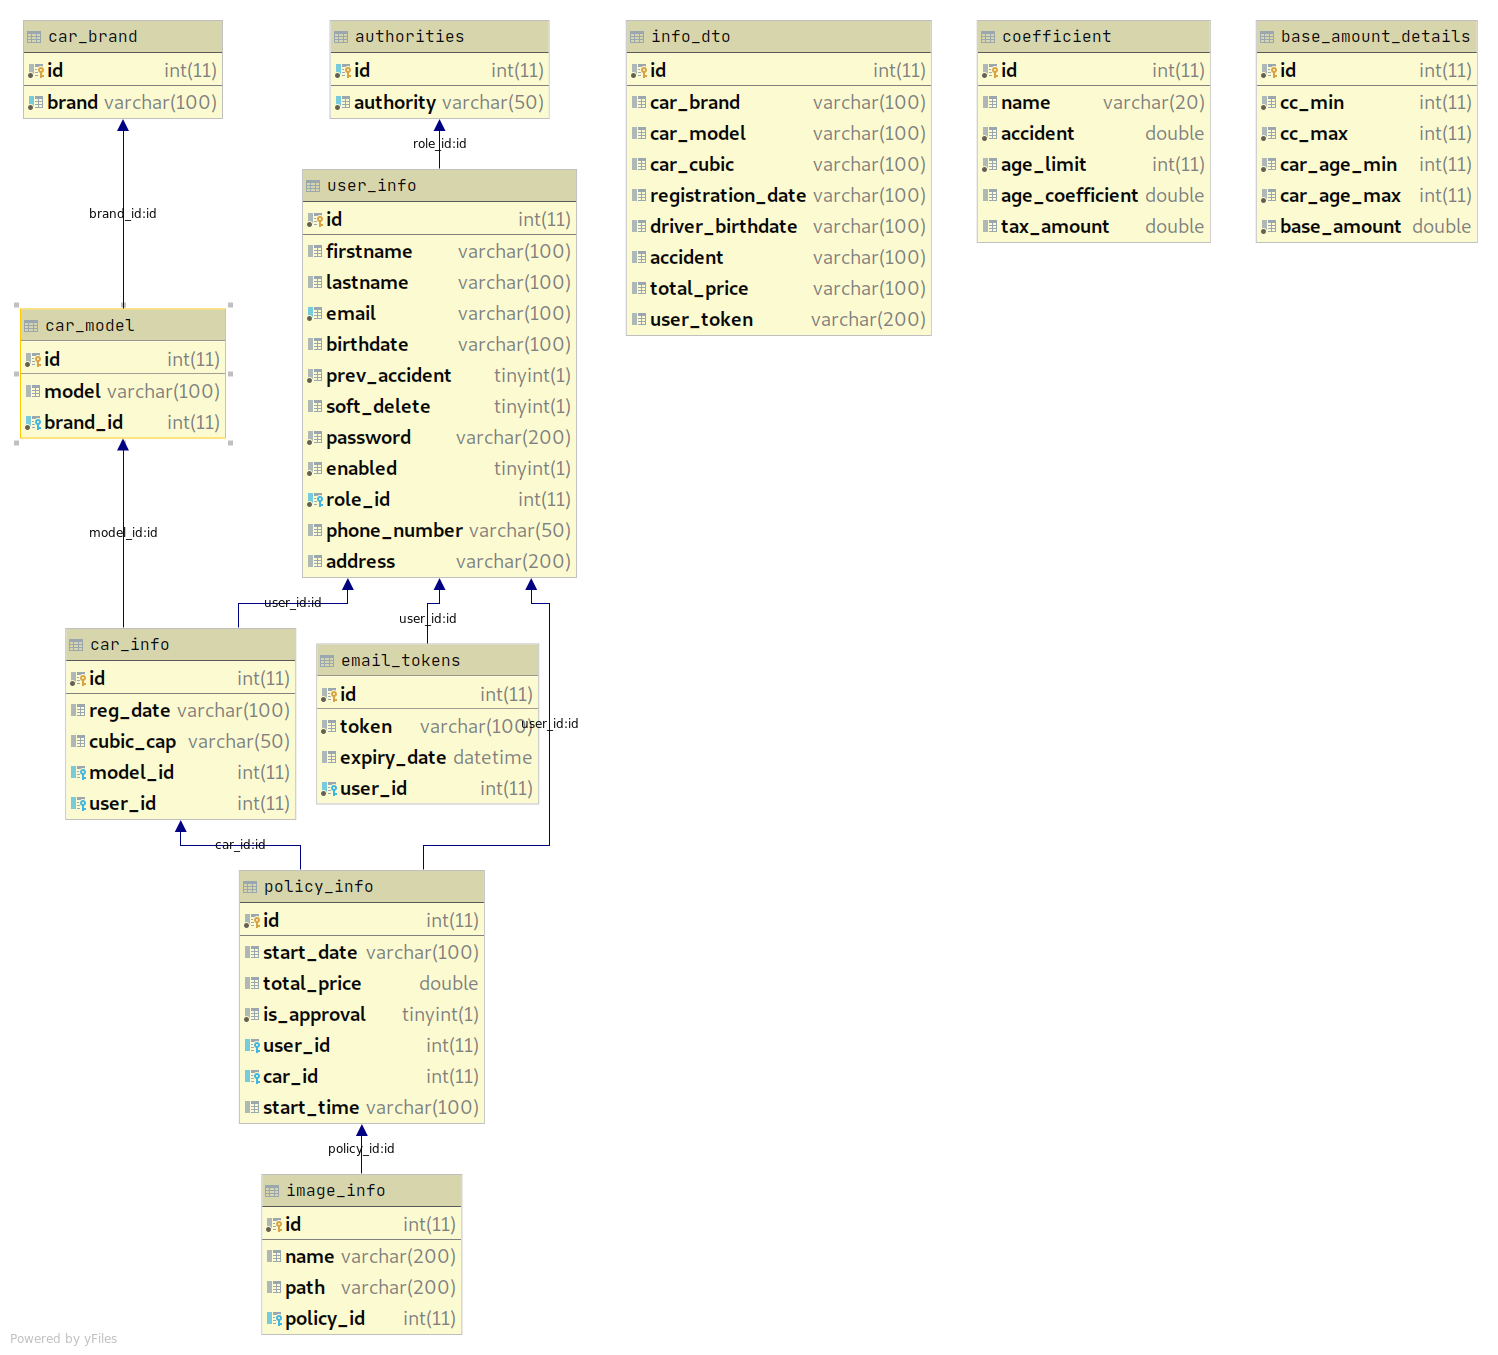 car_brand
id int(11)
brand varchar(100)
authorities
id int(11)
authority varchar(50)
info_dto
id int(11)
car_brand varchar(100)
car_model varchar(100)
car_cubic varchar(100)
registration_date varchar(100)
driver_birthdate varchar(100)
accident varchar(100)
total_price varchar(100)
user_token varchar(200)
coefficient
id int(11)
name varchar(20)
accident double
age_limit int(11)
age_coefficient double
tax_amount double
base_amount_details
id int(11)
cc_min int(11)
cc_max int(11)
car_age_min int(11)
car_age_max int(11)
base_amount double
role_id:id
brand_id:id
user_info
id int(11)
firstname varchar(100)
lastname varchar(100)
email varchar(100)
birthdate varchar(100)
prev_accident tinyint(1)
soft_delete tinyint(1)
password varchar(200)
enabled tinyint(1)
role_id int(11)
phone_number varchar(50)
address varchar(200)
car_model
id int(11)
model varchar(100)
brand_id int(11)
model_id:id
user_id:id
user_id:id
user_id:id
car_info
id int(11)
reg_date varchar(100)
cubic_cap varchar(50)
model_id int(11)
user_id int(11)
email_tokens
id int(11)
token varchar(100)
expiry_date datetime
user_id int(11)
car_id:id
policy_info
id int(11)
start_date varchar(100)
total_price double
is_approval tinyint(1)
user_id int(11)
car_id int(11)
start_time varchar(100)
policy_id:id
image_info
id int(11)
name varchar(200)
path varchar(200)
policy_id int(11)
Powered by yFiles